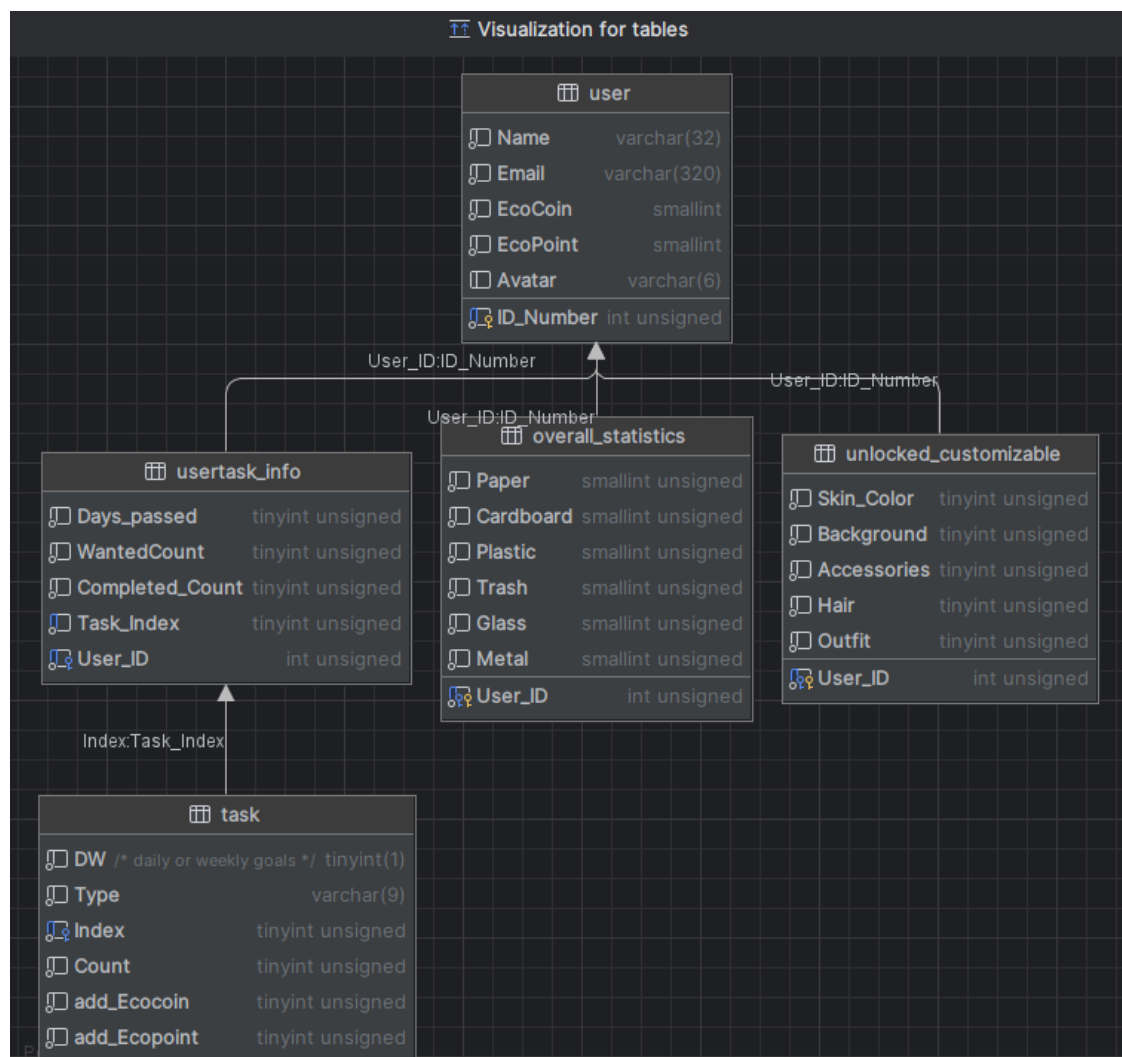 Visualization for tables
user
Name varchar(32)
Email varchar(320)
EcoCoin smallint
EcoPoint smallint
Avatar varchar(6)
ID_Number int unsigned
User_ID:ID_Number
User_ID:ID_Number
User_ID:ID_Number
usertask_info
Days_passed tinyint unsigned
WantedCount tinyint unsigned
Completed_Count tinyint unsigned
Task_Index tinyint unsigned
User_ID int unsigned
overall_statistics
Paper smallint unsigned
Cardboard smallint unsigned
Plastic smallint unsigned
Trash smallint unsigned
Glass smallint unsigned
Metal smallint unsigned
User_ID int unsigned
unlocked_customizable
Skin_Color tinyint unsigned
Background tinyint unsigned
Accessories tinyint unsigned
Hair tinyint unsigned
Outfit tinyint unsigned
User_ID int unsigned
Index:Task_Index
task
DW /* daily or weekly goals */ tinyint(1)
Type varchar(9)
Index tinyint unsigned
Count tinyint unsigned
add_Ecocoin tinyint unsigned
add_Ecopoint tinyint unsigned